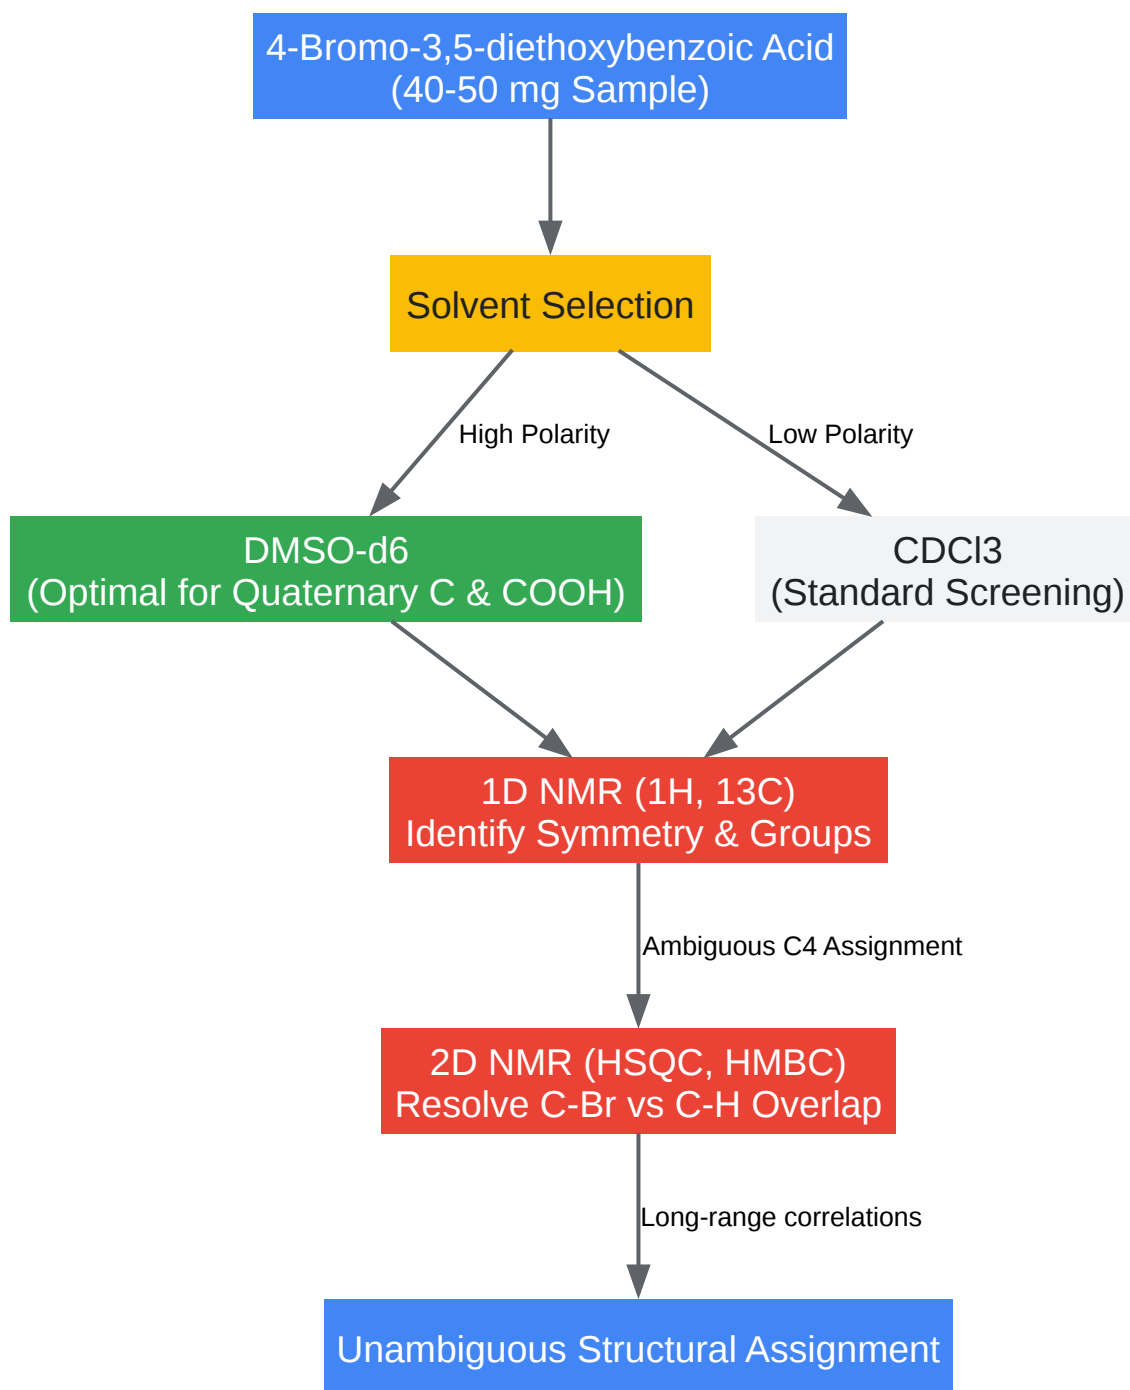 4-Bromo-3,5-diethoxybenzoic Acid
(40-50 mg Sample)
Solvent Selection
High Polarity
Low Polarity
DMSO-d6
(Optimal for Quaternary C & COOH)
CDCl3
(Standard Screening)
1D NMR (1H, 13C)
Identify Symmetry & Groups
Ambiguous C4 Assignment
2D NMR (HSQC, HMBC)
Resolve C-Br vs C-H Overlap
Long-range correlations
Unambiguous Structural Assignment